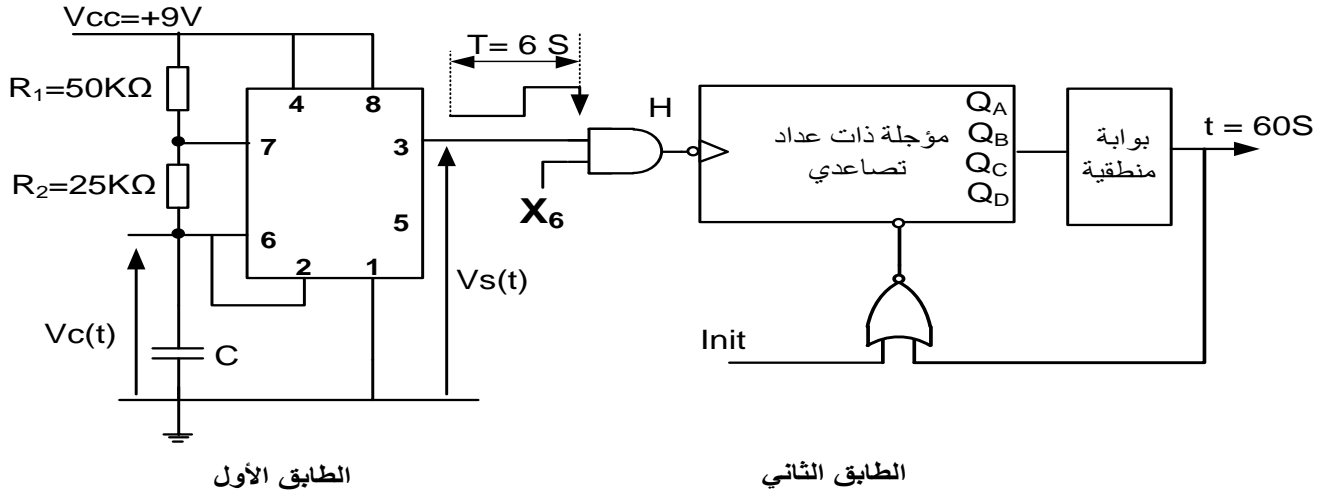 Vcc=+9V
R1=50KΩ
R2=25KΩ
4 8
7
3
6
5
2 1
Vc(t)
C
Vs(t)
T= 6 S
X6
H
مؤجلة ذات عداد
تصاعدي
QA
QB
QC
QD
بوابة
منطقية
t = 60S
Init
الطابق الأول
الطابق الثاني